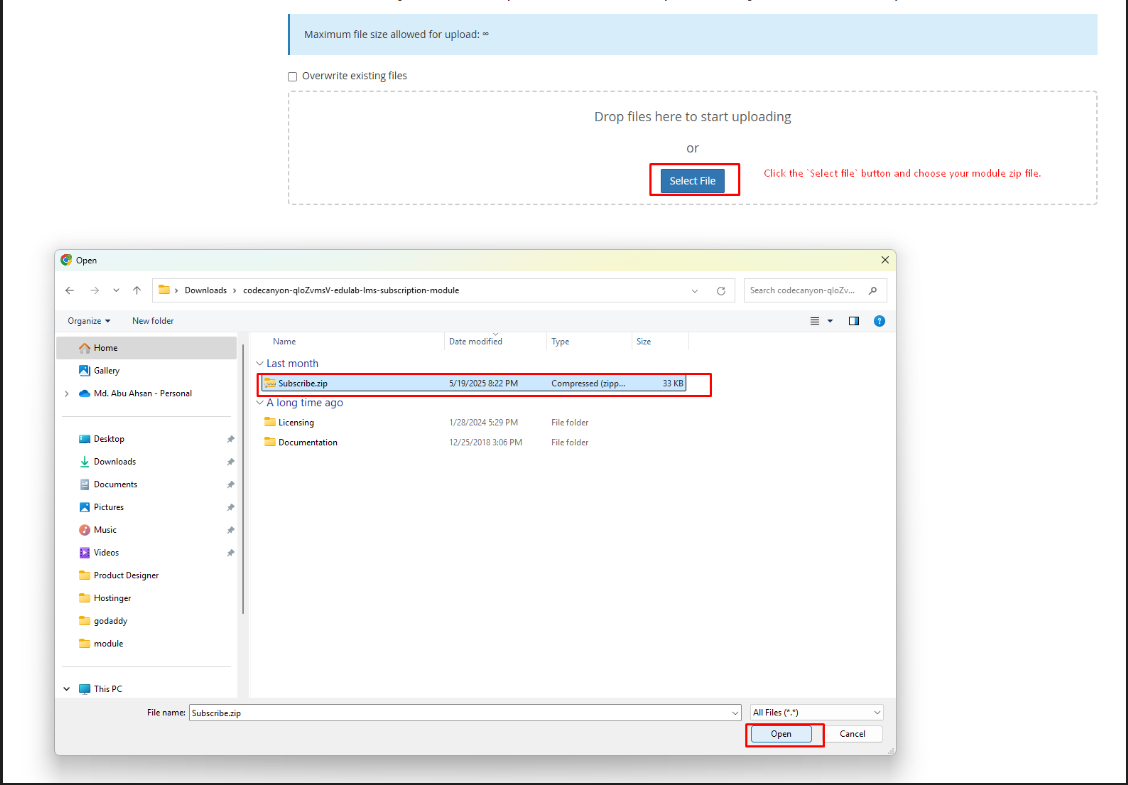 Maximum file size allowed for upload: ∞
Overwrite existing files
Drop files here to start uploading
or
Select File
Click the `Select file` button and choose your module zip file.
Open
Downloads › codecanyon-qIoZvmsV-edulab-lms-subscription-module
Search codecanyon-qIoZv...
Organize
New folder
Name Date modified Type Size
Home
Gallery
Md. Abu Ahsan - Personal
Desktop
Downloads
Documents
Pictures
Music
Videos
Product Designer
Hostinger
godaddy
module
This PC
Last month
Subscribe.zip 5/19/2025 8:22 PM Compressed (zipp... 33 KB
A long time ago
Licensing 1/28/2024 5:29 PM File folder
Documentation 12/25/2018 3:06 PM File folder
File name: Subscribe.zip All Files (*.*)
Open Cancel